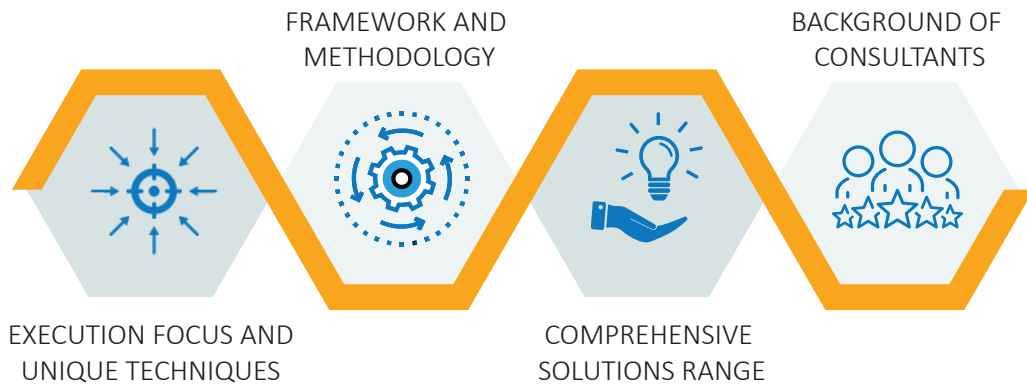 FRAMEWORK AND
METHODOLOGY
BACKGROUND OF
CONSULTANTS
EXECUTION FOCUS AND
UNIQUE TECHNIQUES
COMPREHENSIVE
SOLUTIONS RANGE